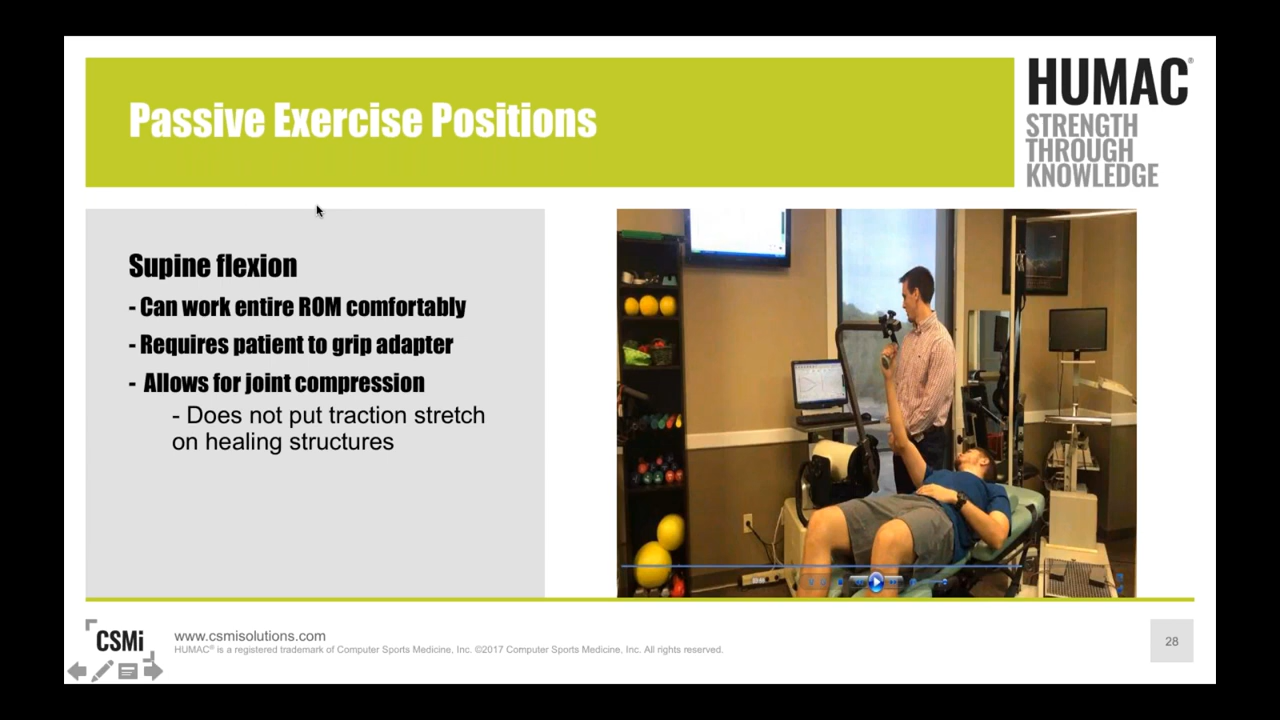 Passive Exercise Positions
HUMAC®
STRENGTH
THROUGH
KNOWLEDGE
Supine flexion
- Can work entire ROM comfortably
- Requires patient to grip adapter
- Allows for joint compression
- Does not put traction stretch
on healing structures
CSMi
www.csmisolutions.com
HUMAC® is a registered trademark of Computer Sports Medicine, Inc. ©2017 Computer Sports Medicine, Inc. All rights reserved.
28